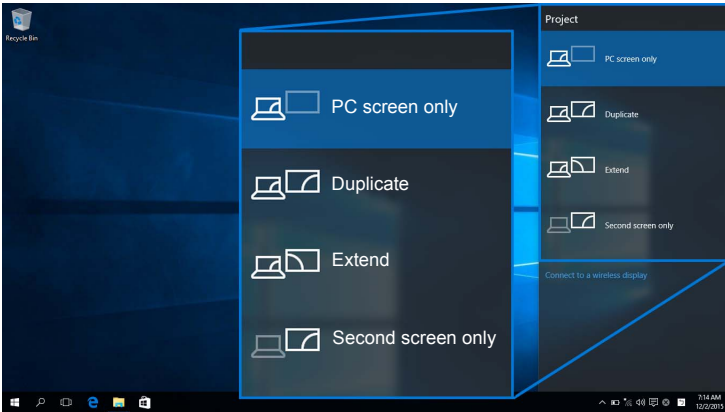 Recycle Bin
PC screen only
Duplicate
Extend
Second screen only
Project
PC screen only
Duplicate
Extend
Second screen only
Connect to a wireless display
7:14 AM
12/2/2015